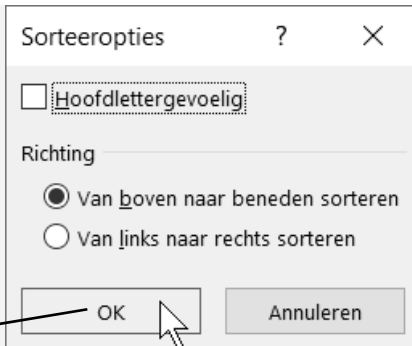 Sorteeropties ?
Hoofdlettergevoelig
Richting
Van boven naar beneden sorteren
Van links naar rechts sorteren
OK Annuleren